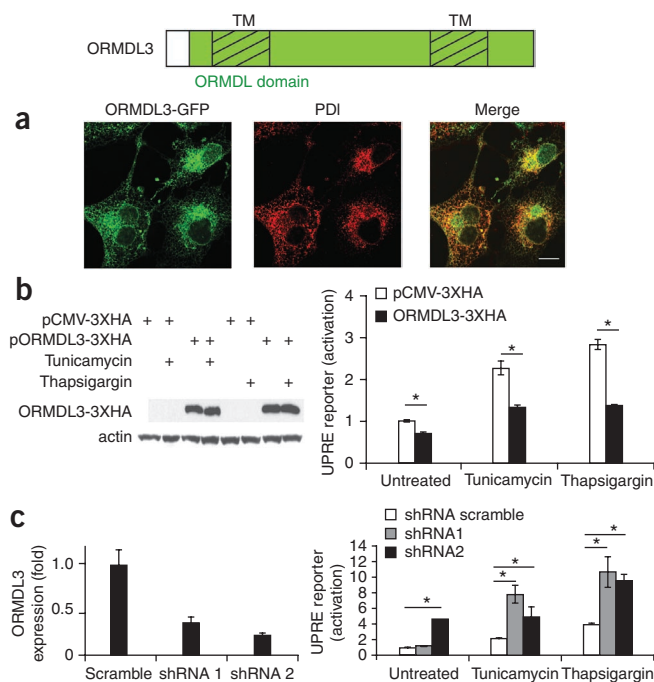 TM TM
ORMDL3
ORMDL domain
a
ORMDL3-GFP PDI Merge
b
pCMV-3XHA + + + +
pORMDL3-3XHA + + + +
Tunicamycin + +
Thapsigargin + +
ORMDL3-3XHA
actin
UPRE reporter (activation)
4
3
2
1
0
pCMV-3XHA
ORMDL3-3XHA
* * *
Untreated Tunicamycin Thapsigargin
c
ORMDL3
expression (fold)
1.0
0.5
0
Scramble shRNA 1 shRNA 2
UPRE reporter
(activation)
14
12
10
8
6
4
2
0
shRNA scramble
shRNA1
shRNA2
* * * * *
Untreated Tunicamycin Thapsigargin